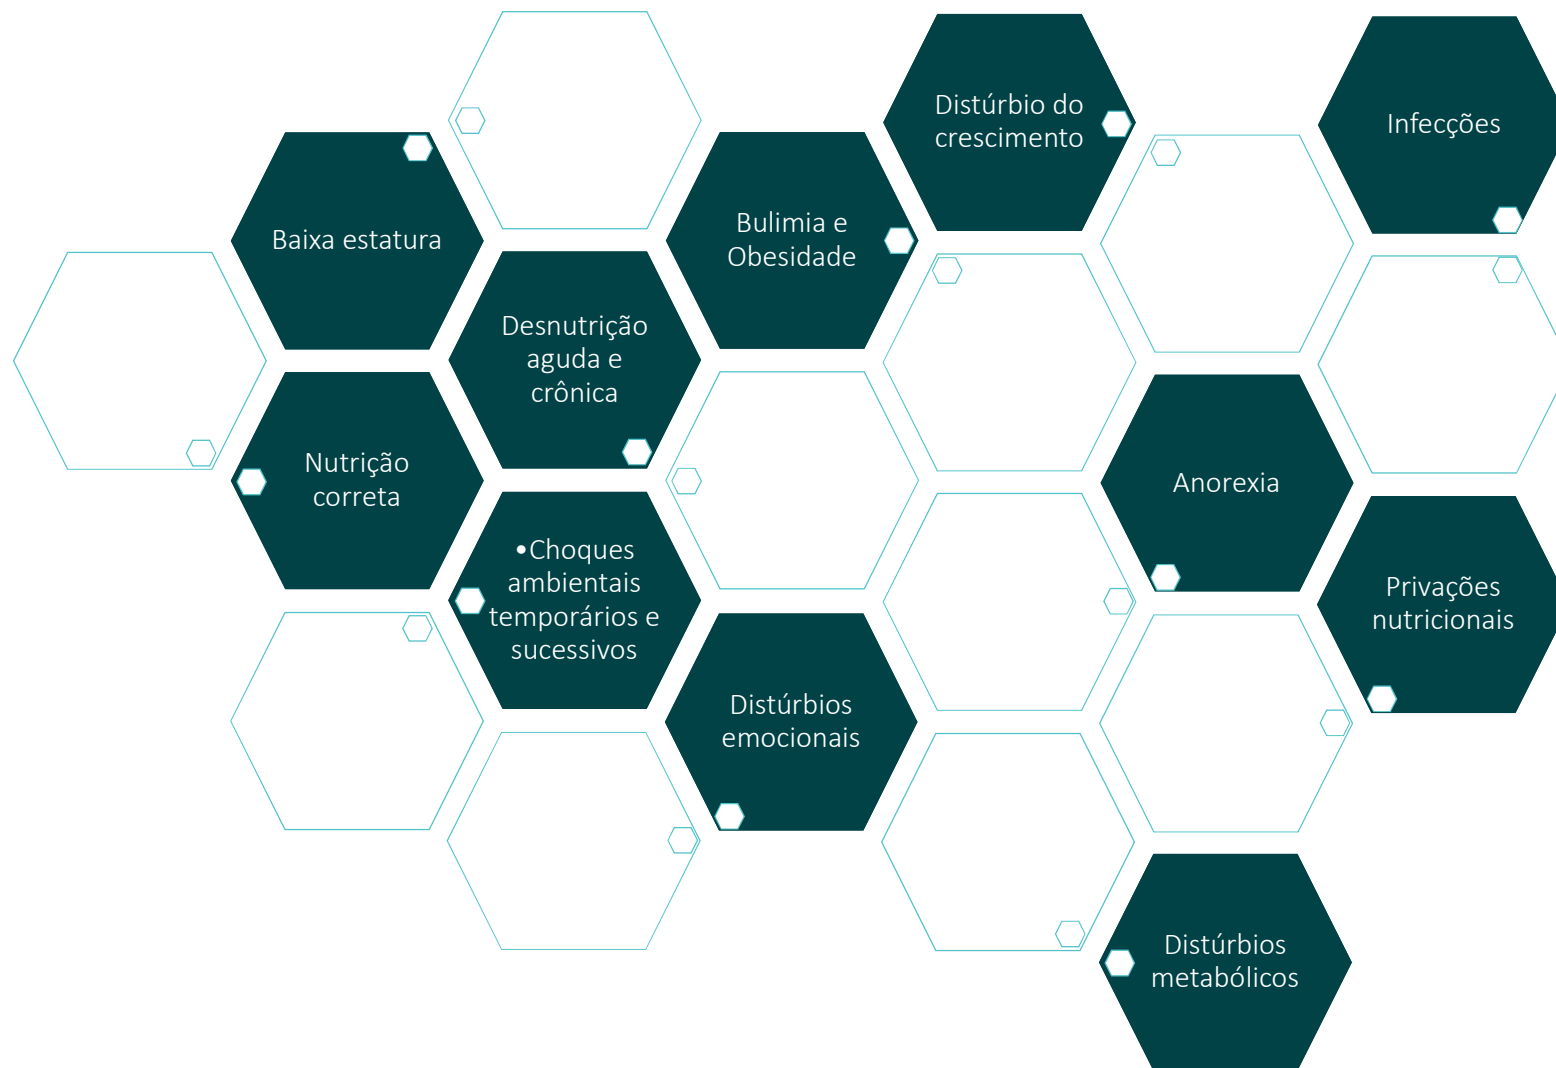 Distúrbio do
crescimento
Infecções
Baixa estatura
Bulimia e
Obesidade
Desnutrição
aguda e
crônica
Nutrição
correta
Anorexia
•Choques
ambientais
temporários e
sucessivos
Privações
nutricionais
Distúrbios
emocionais
Distúrbios
metabólicos